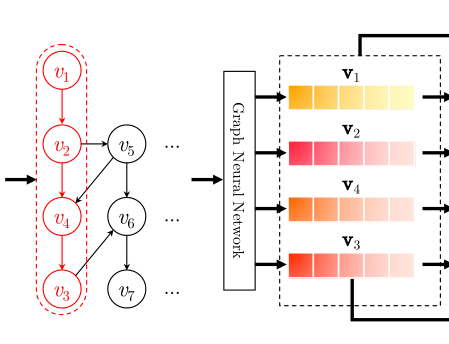 v1
v2
v5
...
v4
v6
...
v3
v7
...
Graph Neural Network
v1
v2
v4
v3